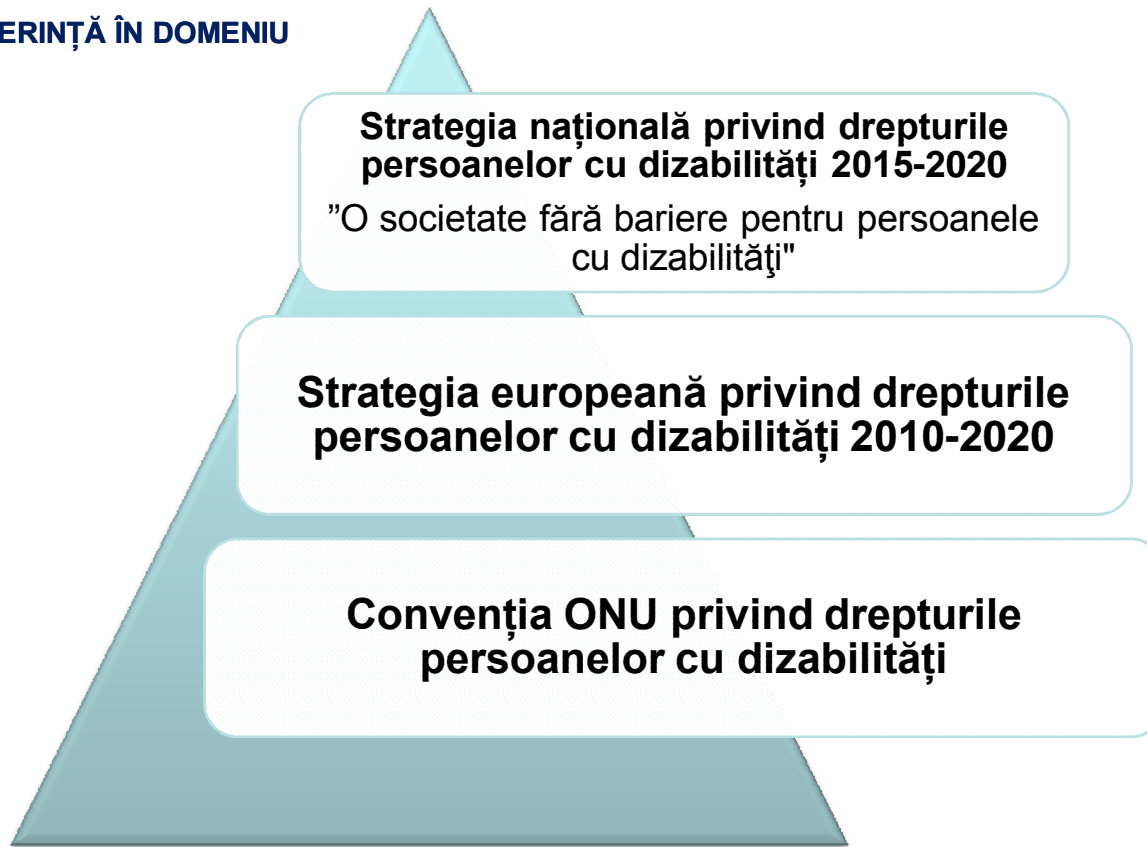 ERINȚĂ ÎN DOMENIU
Strategia națională privind drepturile
persoanelor cu dizabilități 2015-2020
”O societate fără bariere pentru persoanele
cu dizabilităţi"
Strategia europeană privind drepturile
persoanelor cu dizabilități 2010-2020
Convenția ONU privind drepturile
persoanelor cu dizabilități